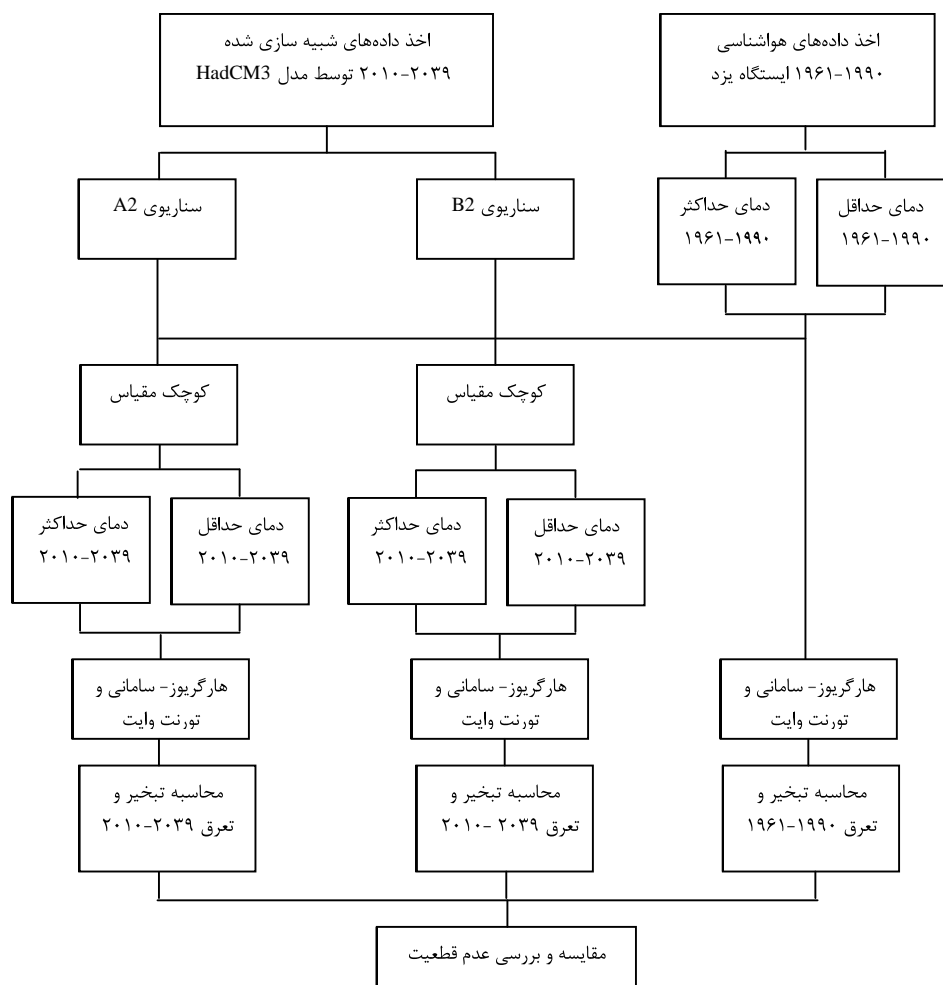 اخذ داده‌های هواشناسی
۱۹۶۱-۱۹۹۰ ایستگاه یزد
اخذ داده‌های شبیه سازی شده
۲۰۱۰-۲۰۳۹ توسط مدل HadCM3
دمای حداقل
۱۹۶۱-۱۹۹۰
دمای حداکثر
۱۹۶۱-۱۹۹۰
سناریوی B2
سناریوی A2
کوچک مقیاس
کوچک مقیاس
دمای حداقل
۲۰۱۰-۲۰۳۹
دمای حداکثر
۲۰۱۰-۲۰۳۹
دمای حداقل
۲۰۱۰-۲۰۳۹
دمای حداکثر
۲۰۱۰-۲۰۳۹
هارگریوز- سامانی و
تورنت وایت
هارگریوز- سامانی و
تورنت وایت
هارگریوز- سامانی و
تورنت وایت
محاسبه تبخیر و
تعرق ۱۹۶۱-۱۹۹۰
محاسبه تبخیر و
تعرق ۲۰۳۹ -۲۰۱۰
محاسبه تبخیر و
تعرق ۲۰۱۰-۲۰۳۹
مقایسه و بررسی عدم قطعیت